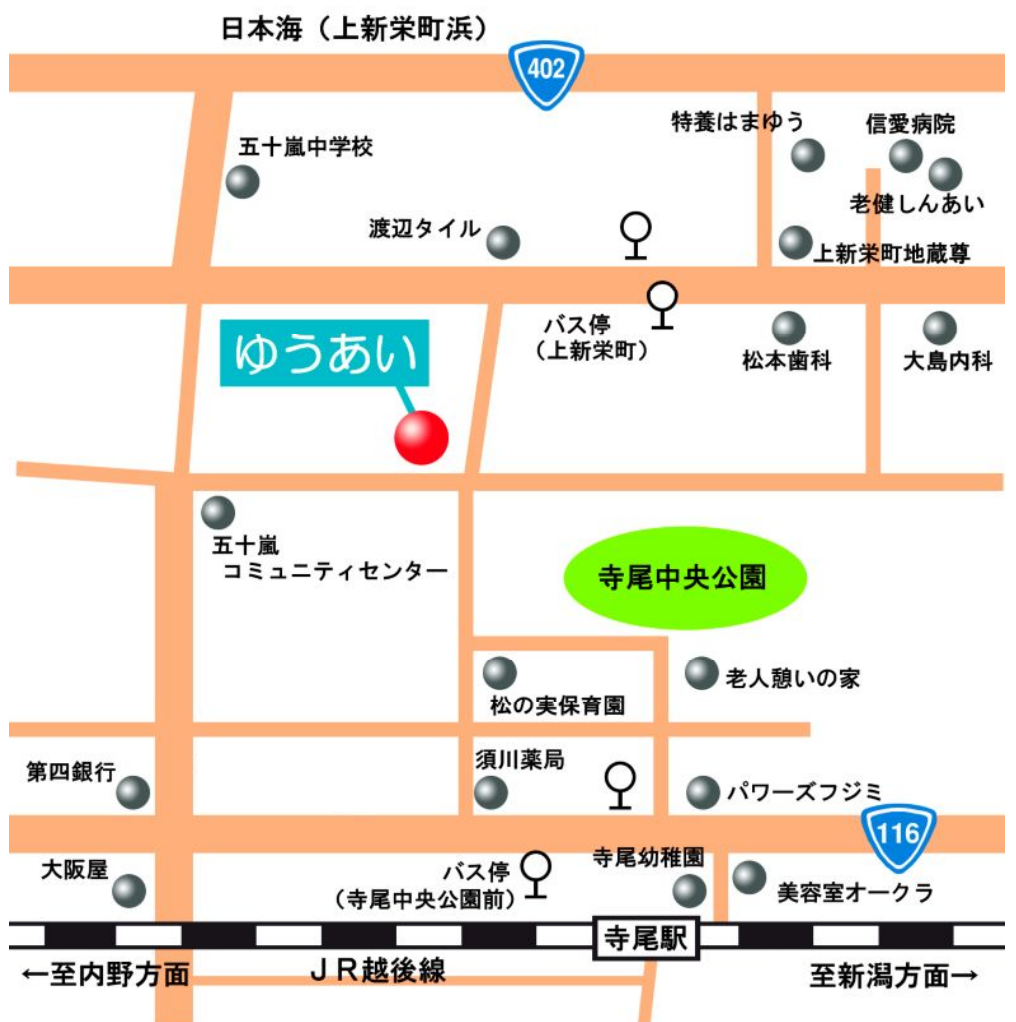 日本海（上新栄町浜）
402
特養はまゆう
信愛病院
五十嵐中学校
老健しんあい
渡辺タイル
上新栄町地蔵尊
バス停
（上新栄町）
ゆうあい
松本歯科
大島内科
五十嵐
コミュニティセンター
寺尾中央公園
老人憩いの家
松の実保育園
須川薬局
第四銀行
パワーズフジミ
116
大阪屋
バス停
（寺尾中央公園前）
寺尾幼稚園
美容室オークラ
寺尾駅
←至内野方面
ＪＲ越後線
至新潟方面→